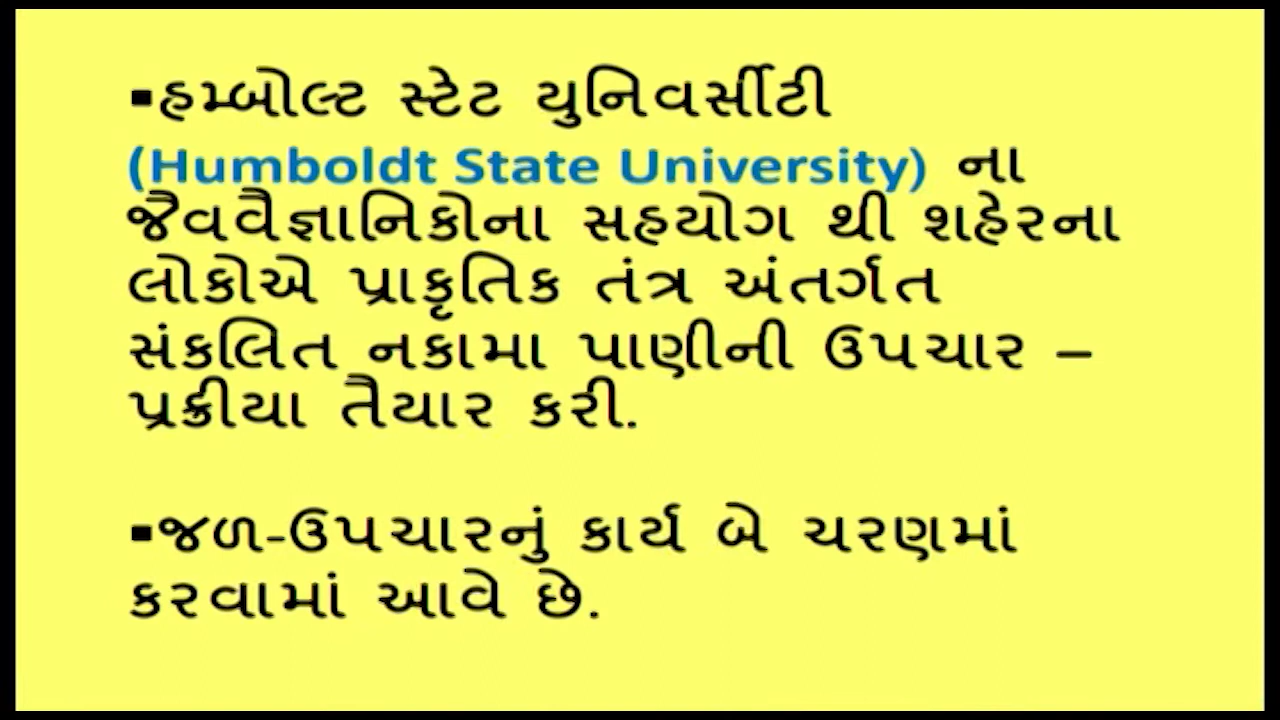 ▪હમ્બોલ્ટ સ્ટેટ યુનિવર્સીટી
(Humboldt State University) ના
જૈવવૈજ્ઞાનિકોના સહયોગ થી શહેરના
લોકોએ પ્રાકૃતિક તંત્ર અંતર્ગત
સંકલિત નકામા પાણીની ઉપચાર –
પ્રક્રીયા તૈયાર કરી.
▪જળ-ઉપચારનું કાર્ય બે ચરણમાં
કરવામાં આવે છે.